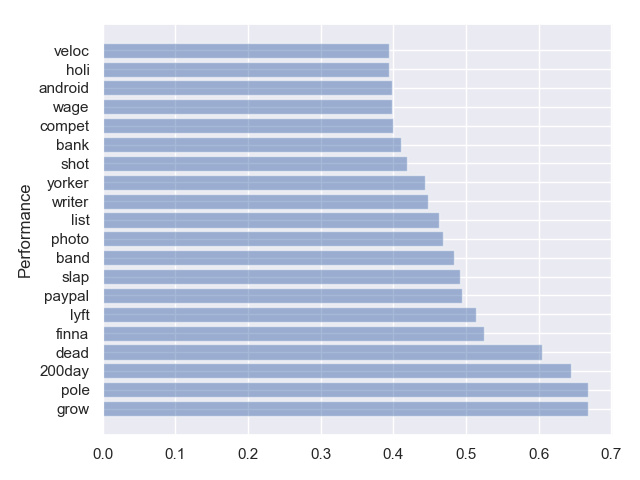 veloc
holi
android
wage
compet
bank
shot
yorker
writer
list
photo
band
slap
paypal
lyft
finna
dead
200day
pole
grow
Performance
0.0 0.1 0.2 0.3 0.4 0.5 0.6 0.7